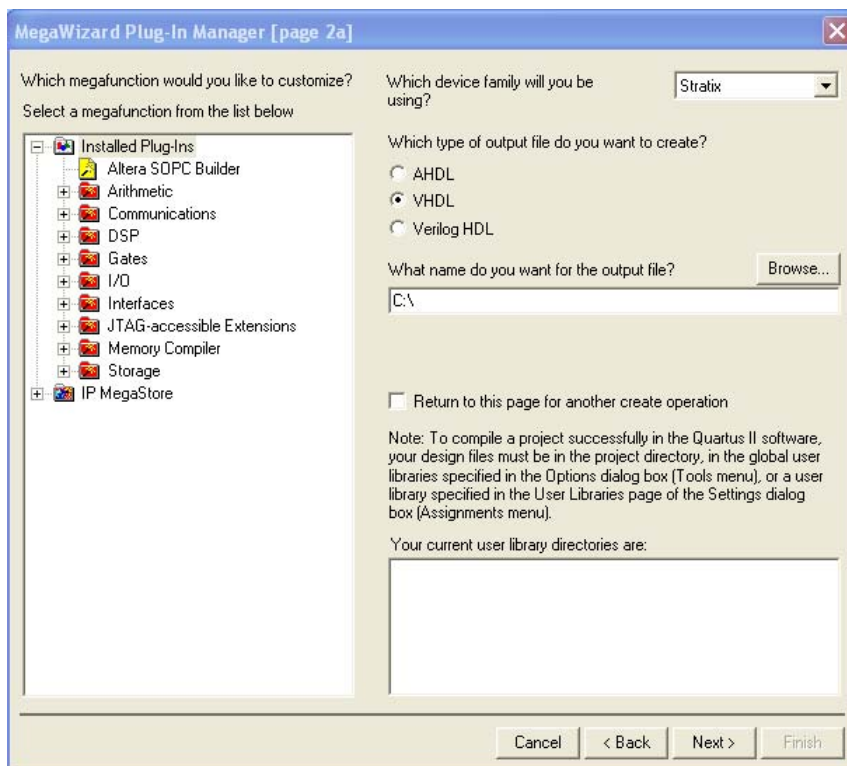 MegaWizard Plug-In Manager [page 2a]
Which megafunction would you like to customize?
Select a megafunction from the list below
Installed Plug-Ins
Altera SOPC Builder
Arithmetic
Communications
DSP
Gates
I/O
Interfaces
JTAG-accessible Extensions
Memory Compiler
Storage
IP MegaStore
Which device family will you be
using?
Stratix
Which type of output file do you want to create?
AHDL
VHDL
Verilog HDL
What name do you want for the output file?
Browse...
C:\
Return to this page for another create operation
Note: To compile a project successfully in the Quartus II software,
your design files must be in the project directory, in the global user
libraries specified in the Options dialog box (Tools menu), or a user
library specified in the User Libraries page of the Settings dialog
box (Assignments menu).
Your current user library directories are:
Cancel
< Back
Next >
Finish